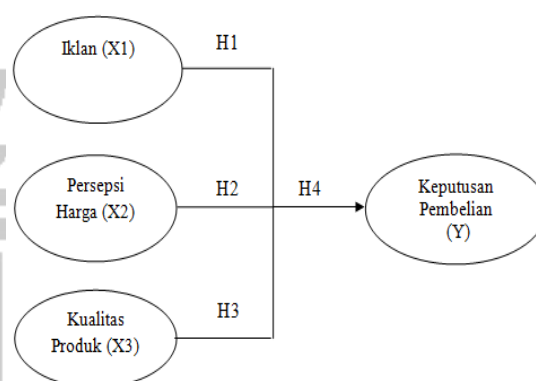 Iklan (X1)
H1
Persepsi
Harga (X2)
H2
H4
Keputusan
Pembelian
(Y)
Kualitas
Produk (X3)
H3